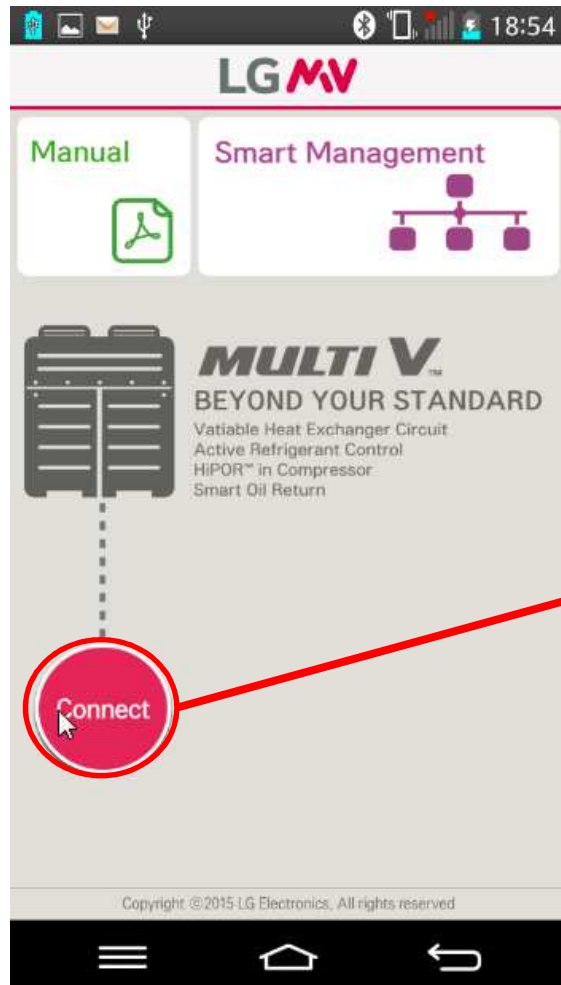 18:54
LG MV
Manual
Smart Management
MULTI V™
BEYOND YOUR STANDARD
Vatiable Heat Exchanger Circuit
Active Refrigerant Control
HiPOR™ in Compressor
Smart Oil Return
Connect
Copyright ©2015 LG Electronics, All rights reserved